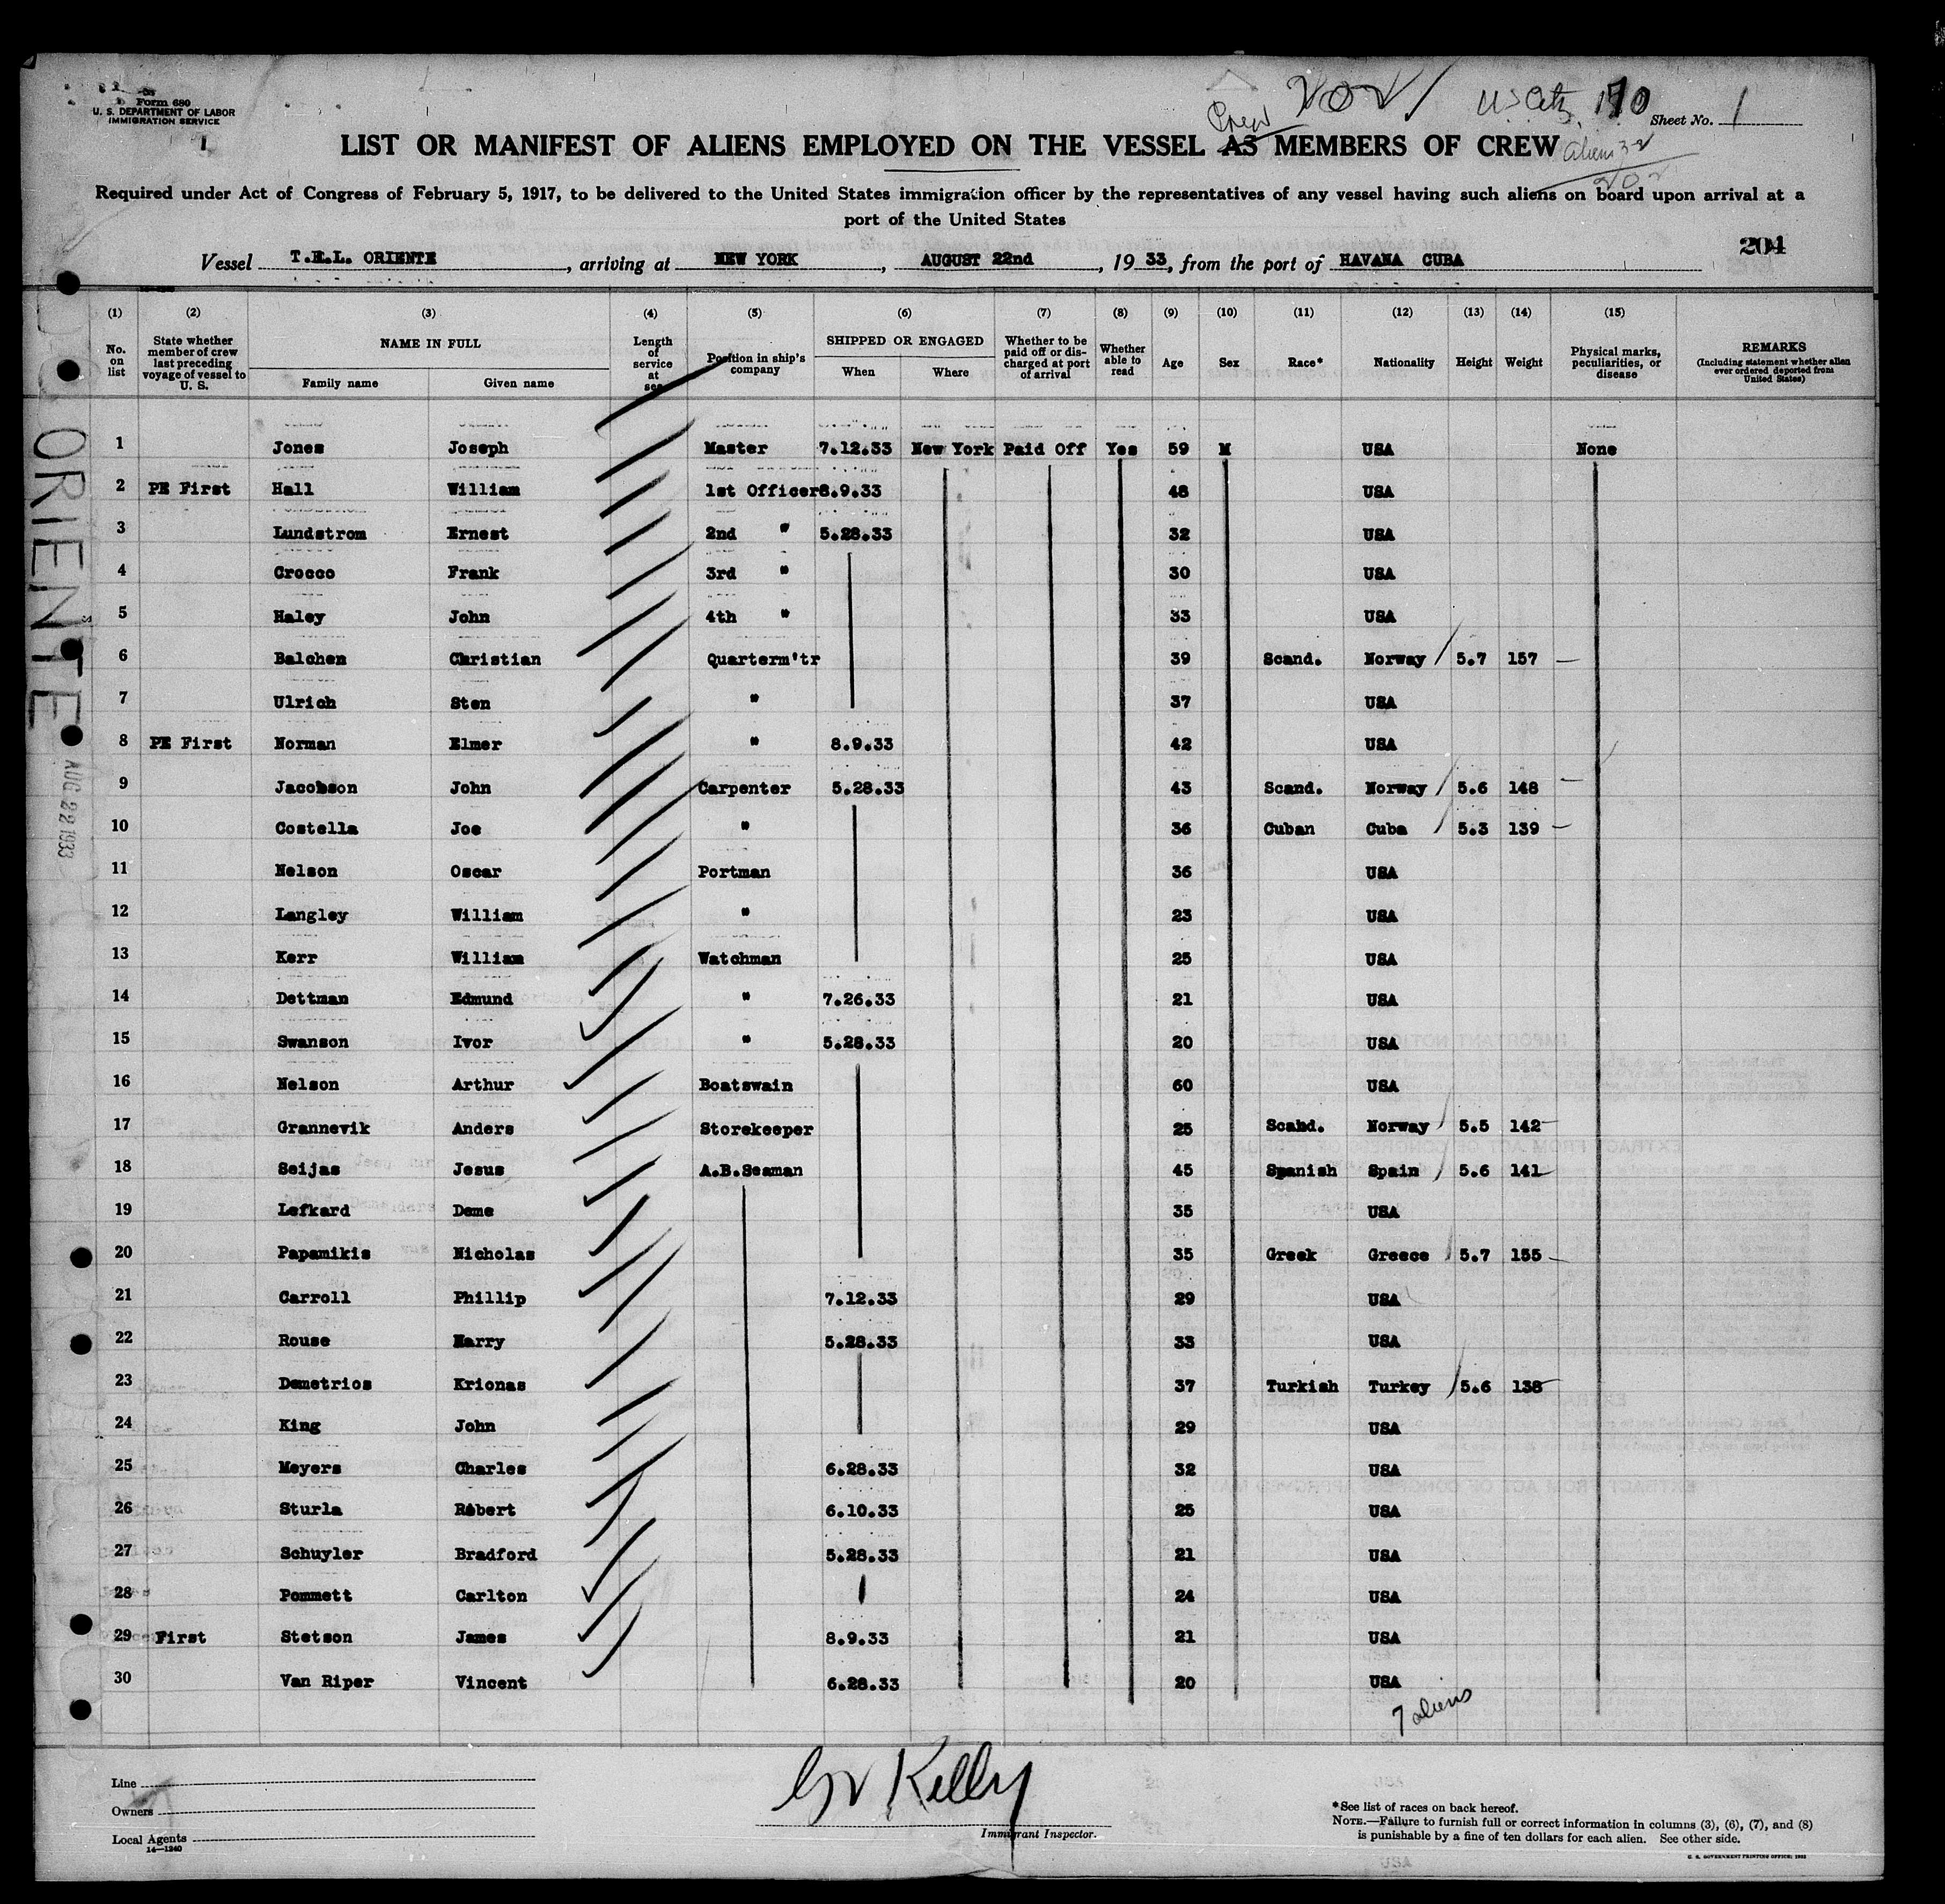 Form 680
U. S. DEPARTMENT OF LABOR
IMMIGRATION SERVICE
1
Crew 202 U S Citz. 170 Sheet No. 1
LIST OR MANIFEST OF ALIENS EMPLOYED ON THE VESSEL AS MEMBERS OF CREW
Aliens 32
202
Required under Act of Congress of February 5, 1917, to be delivered to the United States immigration officer by the representatives of any vessel having such aliens on board upon arrival at a
port of the United States
204
Vessel T.E.L. ORIENTE, arriving at NEW YORK, AUGUST 22nd, 19 33, from the port of HAVANA CUBA
(1) (2) (3) (4) (5) (6) (7) (8) (9) (10) (11) (12) (13) (14) (15)
No. on list State whether member of crew last preceding voyage of vessel to U. S. NAME IN FULL Family name Given name Length of service at sea Position in ship's company SHIPPED OR ENGAGED When Where Whether to be paid off or discharged at port of arrival Whether able to read Age Sex Race* Nationality Height Weight Physical marks, peculiarities, or disease REMARKS (Including statement whether alien ever ordered deported from United States)
1 Jones Joseph Master 7.12.33 New York Paid Off Yes 59 M USA None
2 PE First Hall William 1st Officer 8.9.33 48 USA
3 Lundstrom Ernest 2nd " 5.28.33 32 USA
4 Crocco Frank 3rd " 30 USA
5 Haley John 4th " 33 USA
6 Balchen Christian Quarterm'tr 39 Scand. Norway 5.7 157
7 Ulrich Sten " 37 USA
8 PE First Norman Elmer " 8.9.33 42 USA
9 Jacobson John Carpenter 5.28.33 43 Scand. Norway 5.6 148
10 Costella Joe " 36 Cuban Cuba 5.3 139
11 Nelson Oscar Portman 36 USA
12 Langley William " 23 USA
13 Kerr William Watchman 25 USA
14 Dettman Edmund " 7.26.33 21 USA
15 Swanson Ivor " 5.28.33 20 USA
16 Nelson Arthur Boatswain 60 USA
17 Grannevik Anders Storekeeper 25 Scand. Norway 5.5 142
18 Seijas Jesus A.B.Seaman 45 Spanish Spain 5.6 141
19 Lefkard Deme 35 USA
20 Papamikis Nicholas 35 Greek Greece 5.7 155
21 Carroll Phillip 7.12.33 29 USA
22 Rouse Harry 5.28.33 33 USA
23 Demetrios Krionas 37 Turkish Turkey 5.6 138
24 King John 29 USA
25 Meyers Charles 6.28.33 32 USA
26 Sturla Robert 6.10.33 25 USA
27 Schuyler Bradford 5.28.33 21 USA
28 Pommett Carlton 24 USA
29 First Stetson James 8.9.33 21 USA
30 Van Riper Vincent 6.28.33 20 USA
7 aliens
ORIENTE
AUG 22 1933
Line
Owners
Local Agents
14—1240
Kelly
Immigrant Inspector.
*See list of races on back hereof.
NOTE.—Failure to furnish full or correct information in columns (3), (6), (7), and (8)
is punishable by a fine of ten dollars for each alien. See other side.